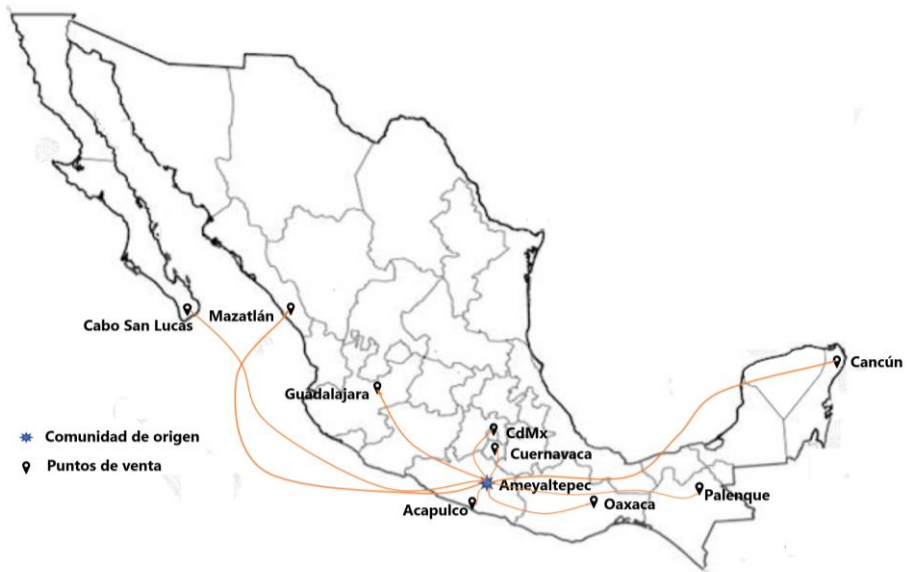 Cabo San Lucas
Mazatlán
Guadalajara
Cancún
CdMx
Cuernavaca
Comunidad de origen
Puntos de venta
Ameyaltepec
Acapulco
Oaxaca
Palenque